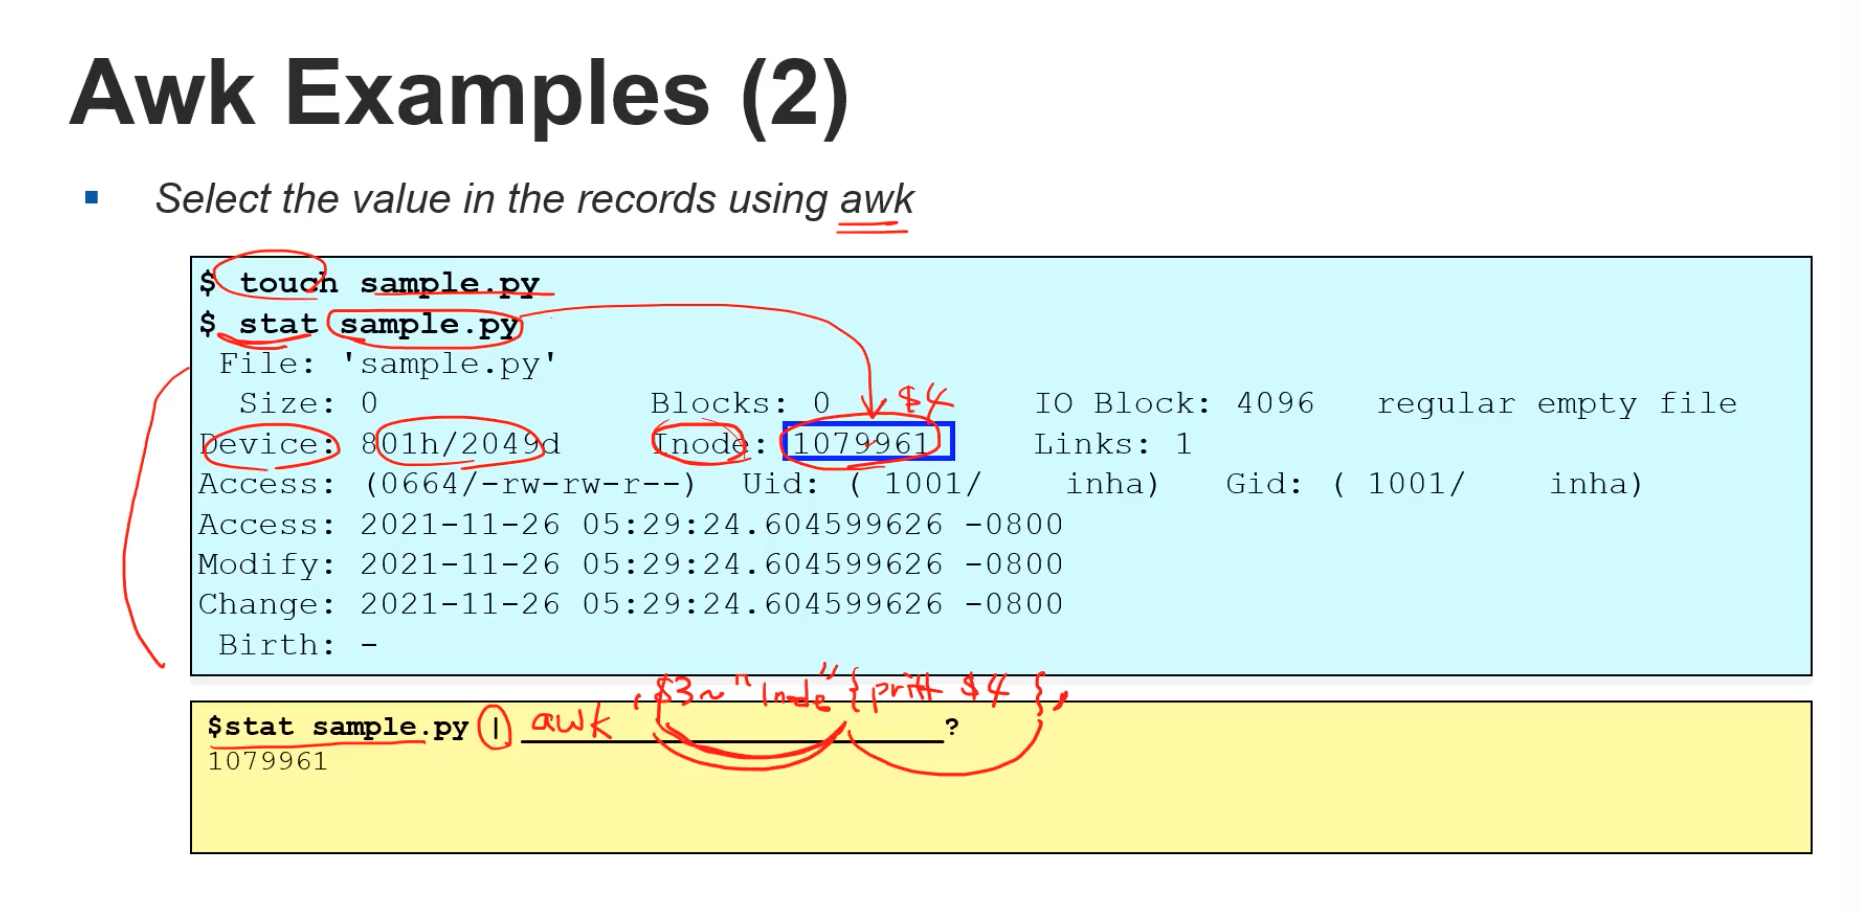 Awk Examples (2)
Select the value in the records using awk
$ touch sample.py
$ stat sample.py
File: 'sample.py'
Size: 0 Blocks: 0 $4 IO Block: 4096 regular empty file
Device: 801h/2049d Inode: 1079961 Links: 1
Access: (0664/-rw-rw-r--) Uid: ( 1001/ inha) Gid: ( 1001/ inha)
Access: 2021-11-26 05:29:24.604599626 -0800
Modify: 2021-11-26 05:29:24.604599626 -0800
Change: 2021-11-26 05:29:24.604599626 -0800
Birth: -
'$3~"Inode"{print $4}'
$stat sample.py | awk ?
1079961